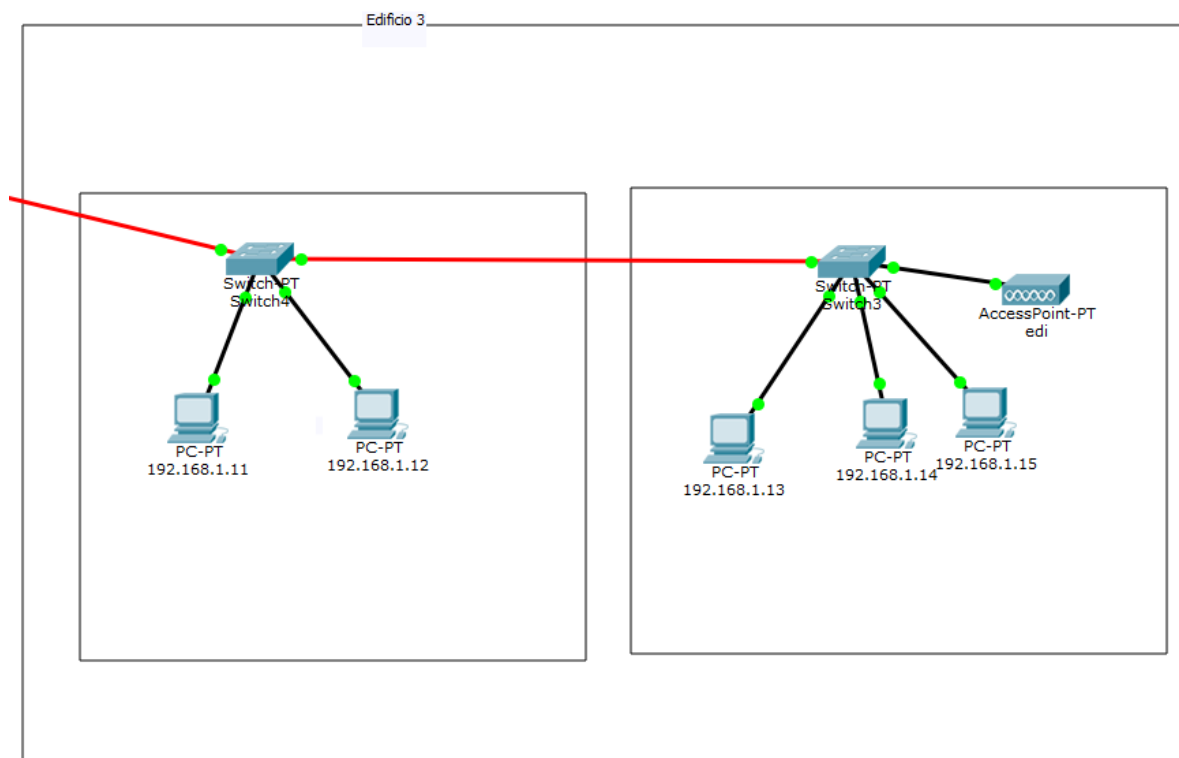 Edificio 3
Switch-PT
Switch4
Switch-PT
Switch3
AccessPoint-PT
edi
PC-PT
192.168.1.11
PC-PT
192.168.1.12
PC-PT
192.168.1.13
PC-PT
192.168.1.14
PC-PT
192.168.1.15